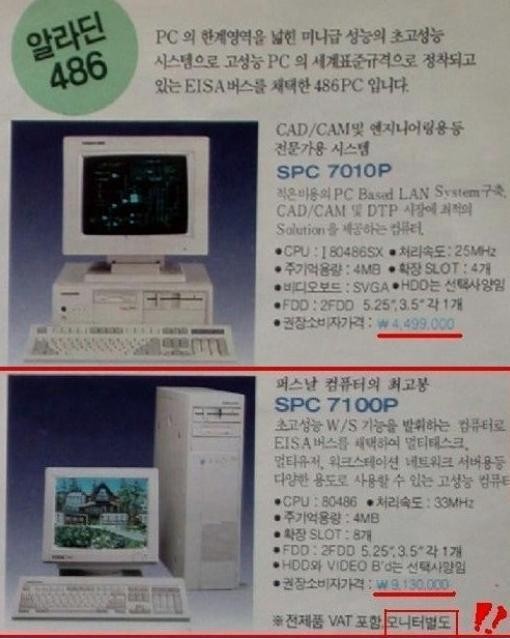 알라딘
486
PC 의 한계영역을 넓힌 미니급 성능의 초고성능
시스템으로 고성능 PC 의 세계표준규격으로 정착되고
있는 EISA버스를 채택한 486PC 입니다.
CAD/CAM및 엔지니어링용등
전문가용 시스템
SPC 7010P
적은비용의 PC Based LAN System구축,
CAD/CAM 및 DTP 시장에 최적의
Solution을 제공하는 컴퓨터.
●CPU : I 80486SX ●처리속도 : 25MHz
●주기억용량 : 4MB ●확장 SLOT : 4개
●비디오보드 : SVGA ●HDD는 선택사양임
●FDD : 2FDD 5.25", 3.5" 각 1개
●권장소비자가격 : ₩4,499,000
퍼스날 컴퓨터의 최고봉
SPC 7100P
초고성능 W/S 기능을 발휘하는 컴퓨터로
EISA버스를 채택하여 멀티태스크,
멀티유저, 워크스테이션 네트워크 서버용등
다양한 용도로 사용할 수 있는 고성능 컴퓨터
●CPU : 80486 ●처리속도 : 33MHz
●주기억용량 : 4MB
●확장 SLOT : 8개
●FDD : 2FDD 5.25", 3.5" 각 1개
●HDD와 VIDEO B'd는 선택사양임
●권장소비자가격 : ₩9,130,000
※전제품 VAT 포함, 모니터별도 !?